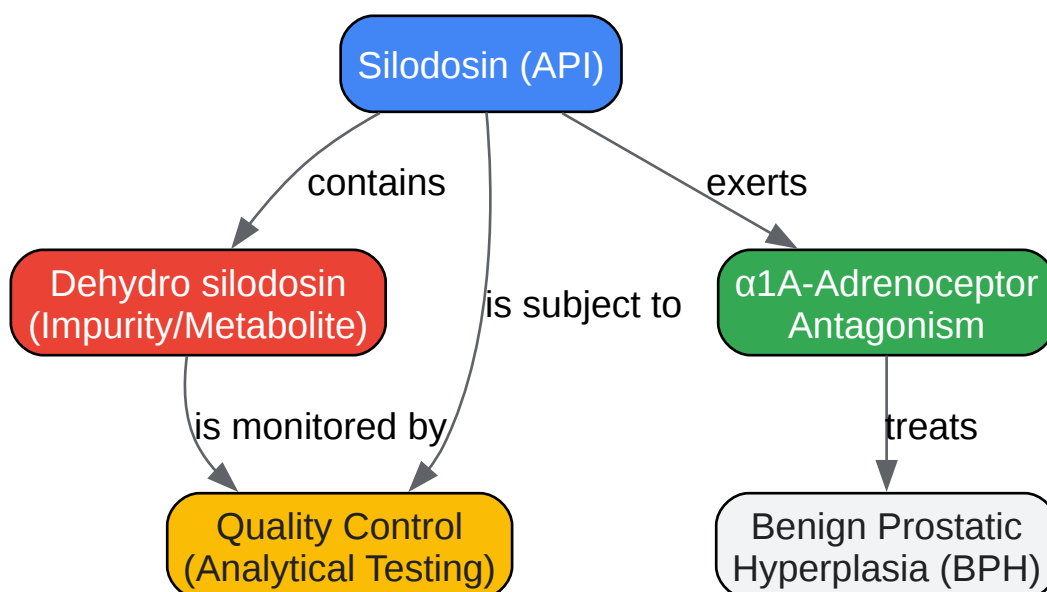 Silodosin (API)
contains
exerts
Dehydro silodosin
(Impurity/Metabolite)
is subject to
α1A-Adrenoceptor
Antagonism
is monitored by
treats
Quality Control
(Analytical Testing)
Benign Prostatic
Hyperplasia (BPH)